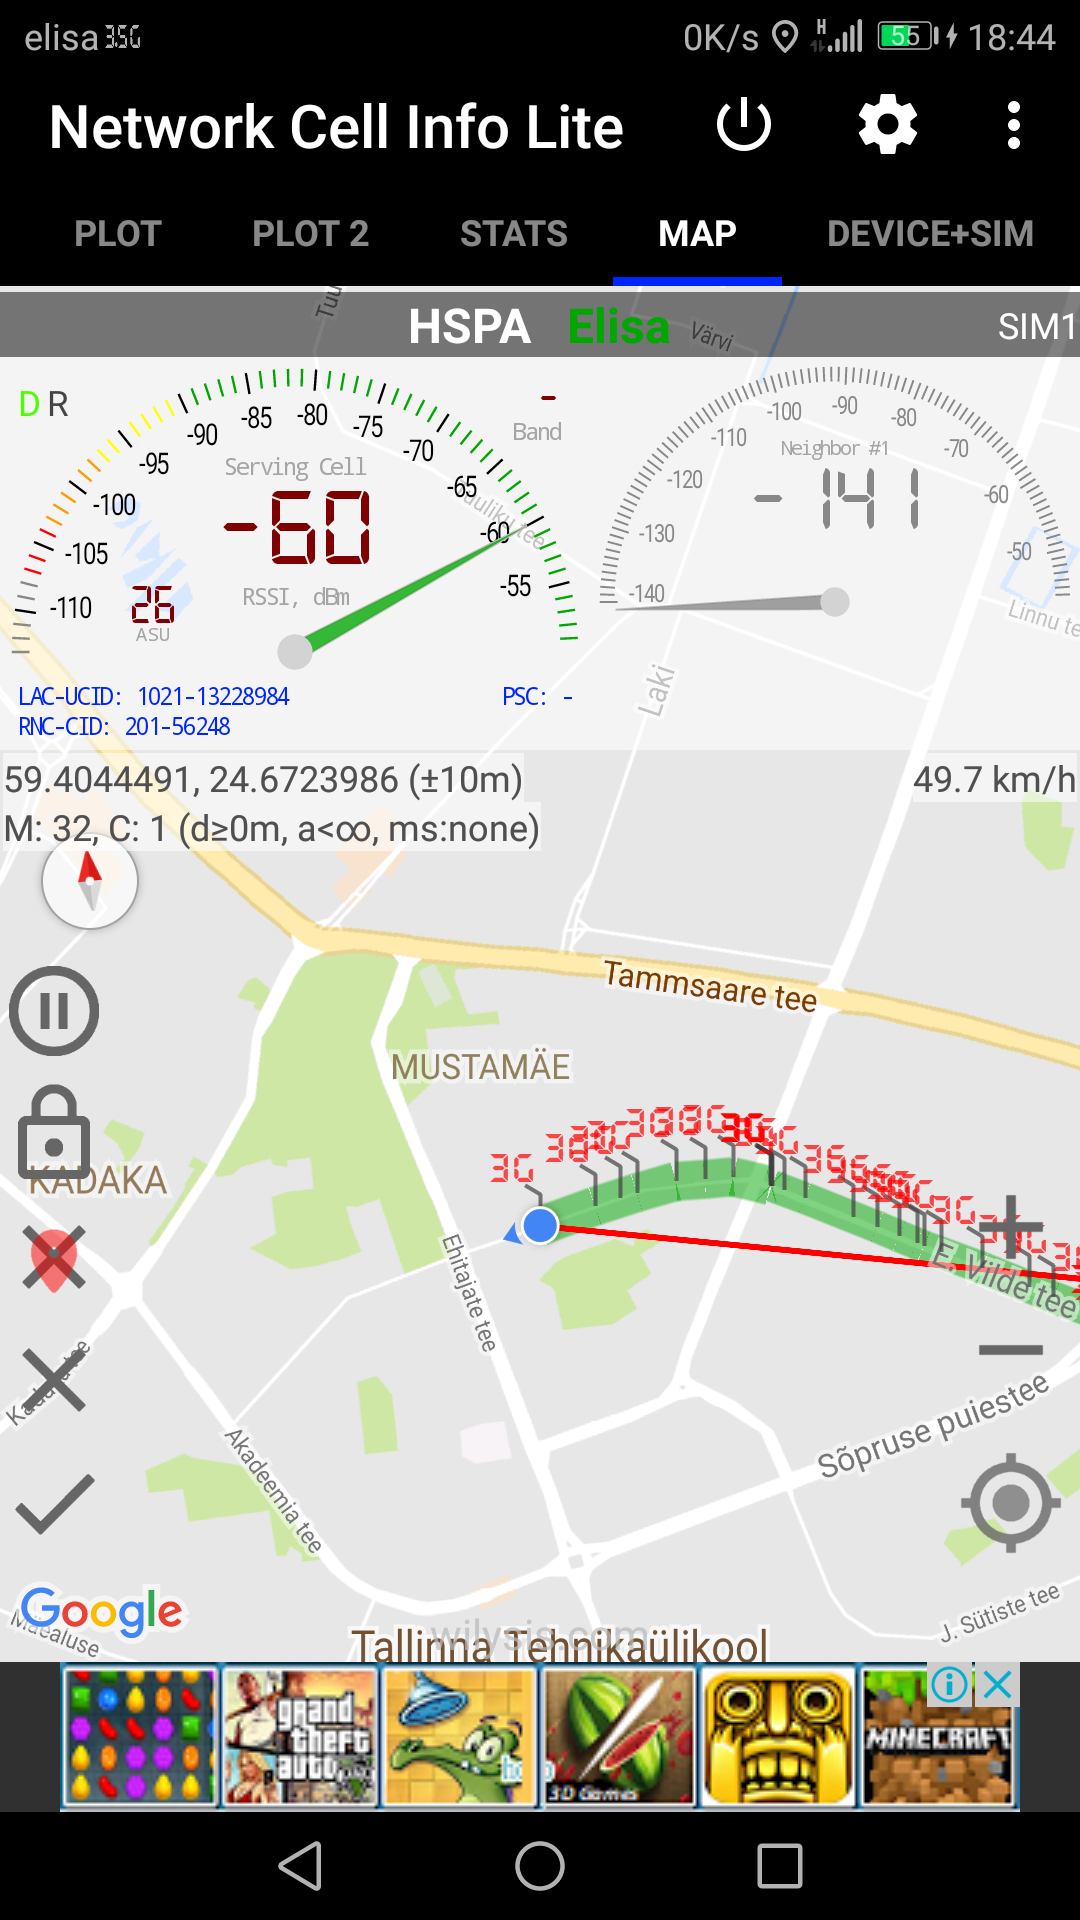 elisa 0K/s H 55 18:44
Network Cell Info Lite
PLOT PLOT 2 STATS MAP DEVICE+SIM
HSPA Elisa SIM1
Värvi
D R
-110 -105 -100 -95 -90 -85 -80 -75 -70 -65 -60 -55
Serving Cell
-60
RSSI, dBm
26
ASU
-
Band
-140 -130 -120 -110 -100 -90 -80 -70 -60 -50
Neighbor #1
-141
Linnu te
Laki
LAC-UCID: 1021-13228984 PSC: -
RNC-CID: 201-56248
59.4044491, 24.6723986 (±10m) 49.7 km/h
M: 32, C: 1 (d≥0m, a<∞, ms:none)
Tammsaare tee
MUSTAMÄE
KADAKA
3G 3G 3G 3G
E. Vilde tee
Ehitajate tee
Sõpruse puiestee
Akadeemia tee
J. Sütiste tee
Google
Mäealuse
wilysis.com
Tallinna Tehnikaülikool
grand
theft
auto
3D Games
MINECRAFT